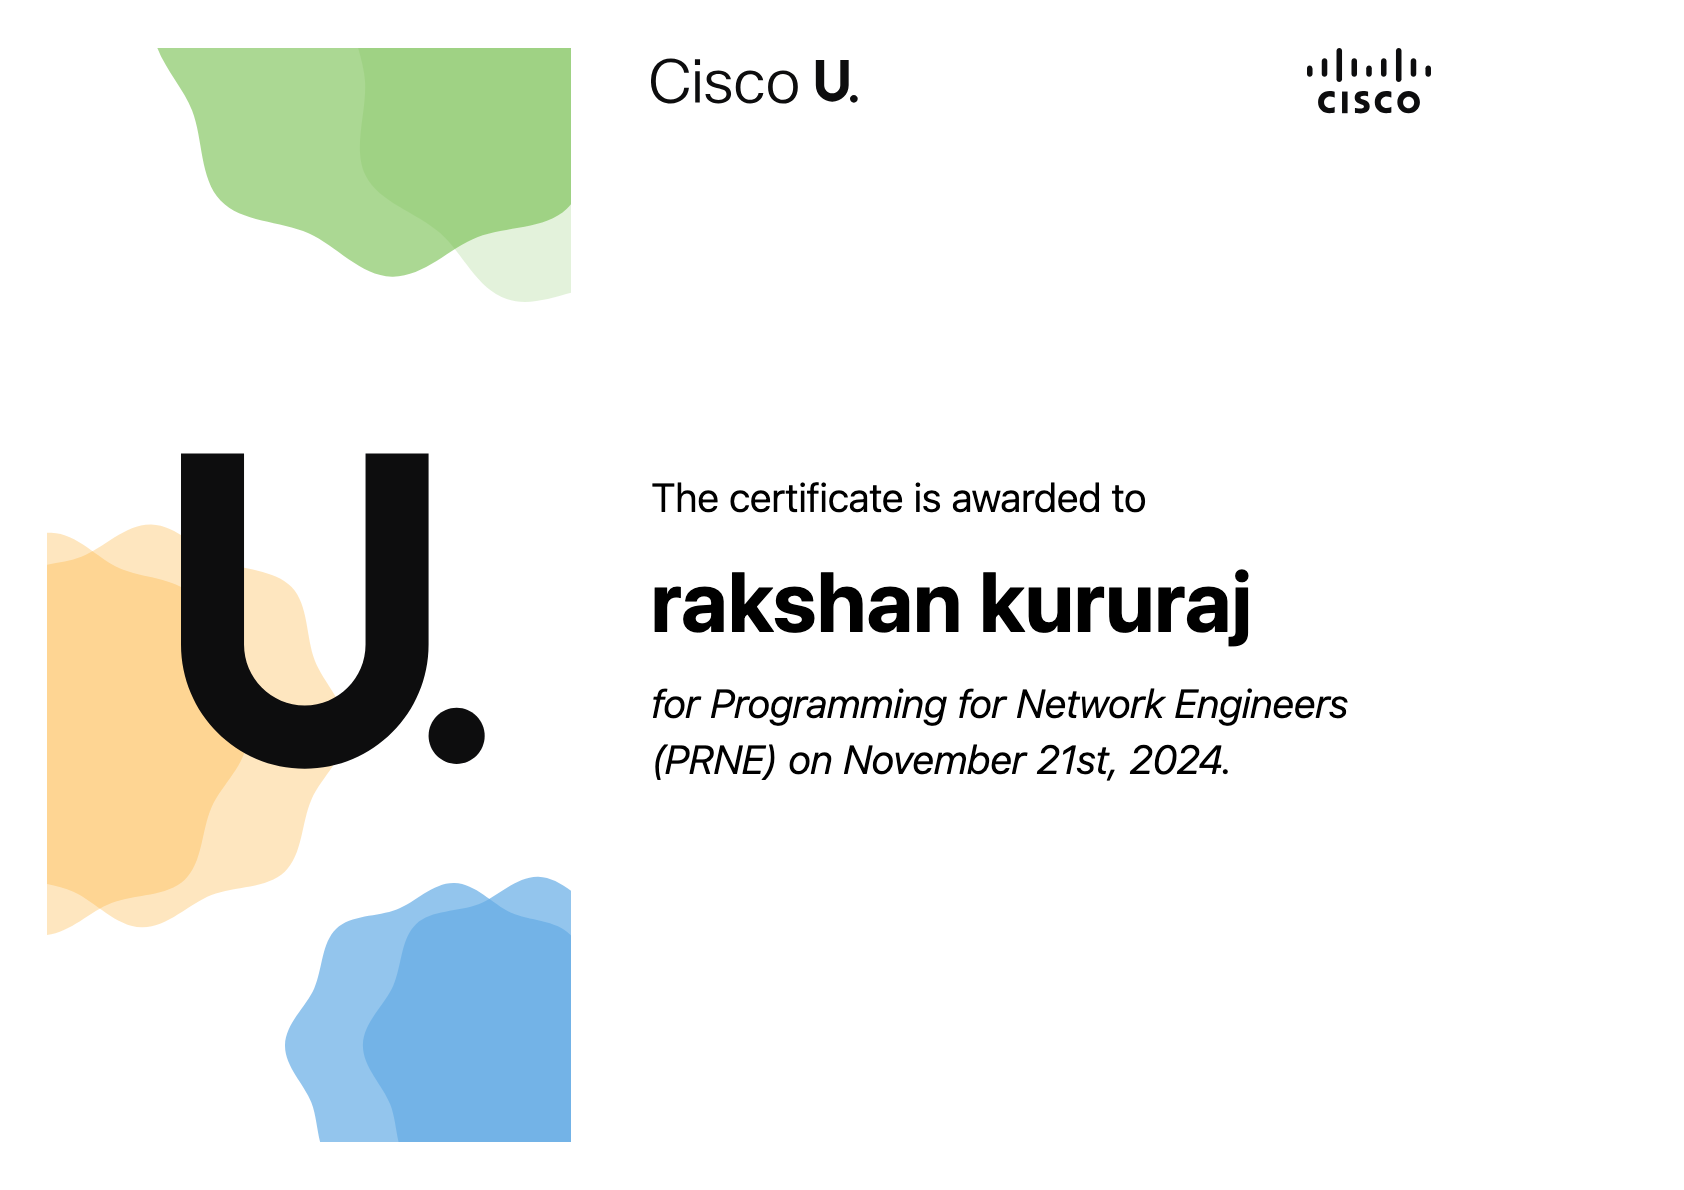 Cisco U.
CISCO
U.
The certificate is awarded to
rakshan kururaj
for Programming for Network Engineers
(PRNE) on November 21st, 2024.